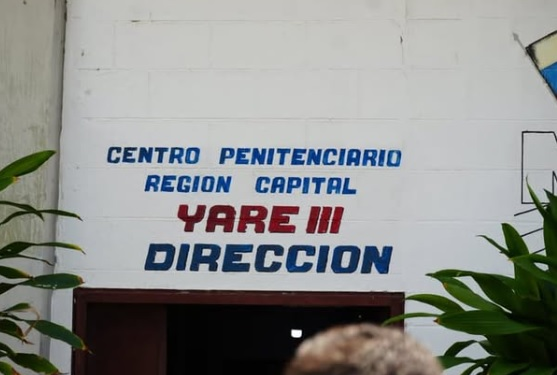 CENTRO PENITENCIARIO
REGION CAPITAL
YARE III
DIRECCION